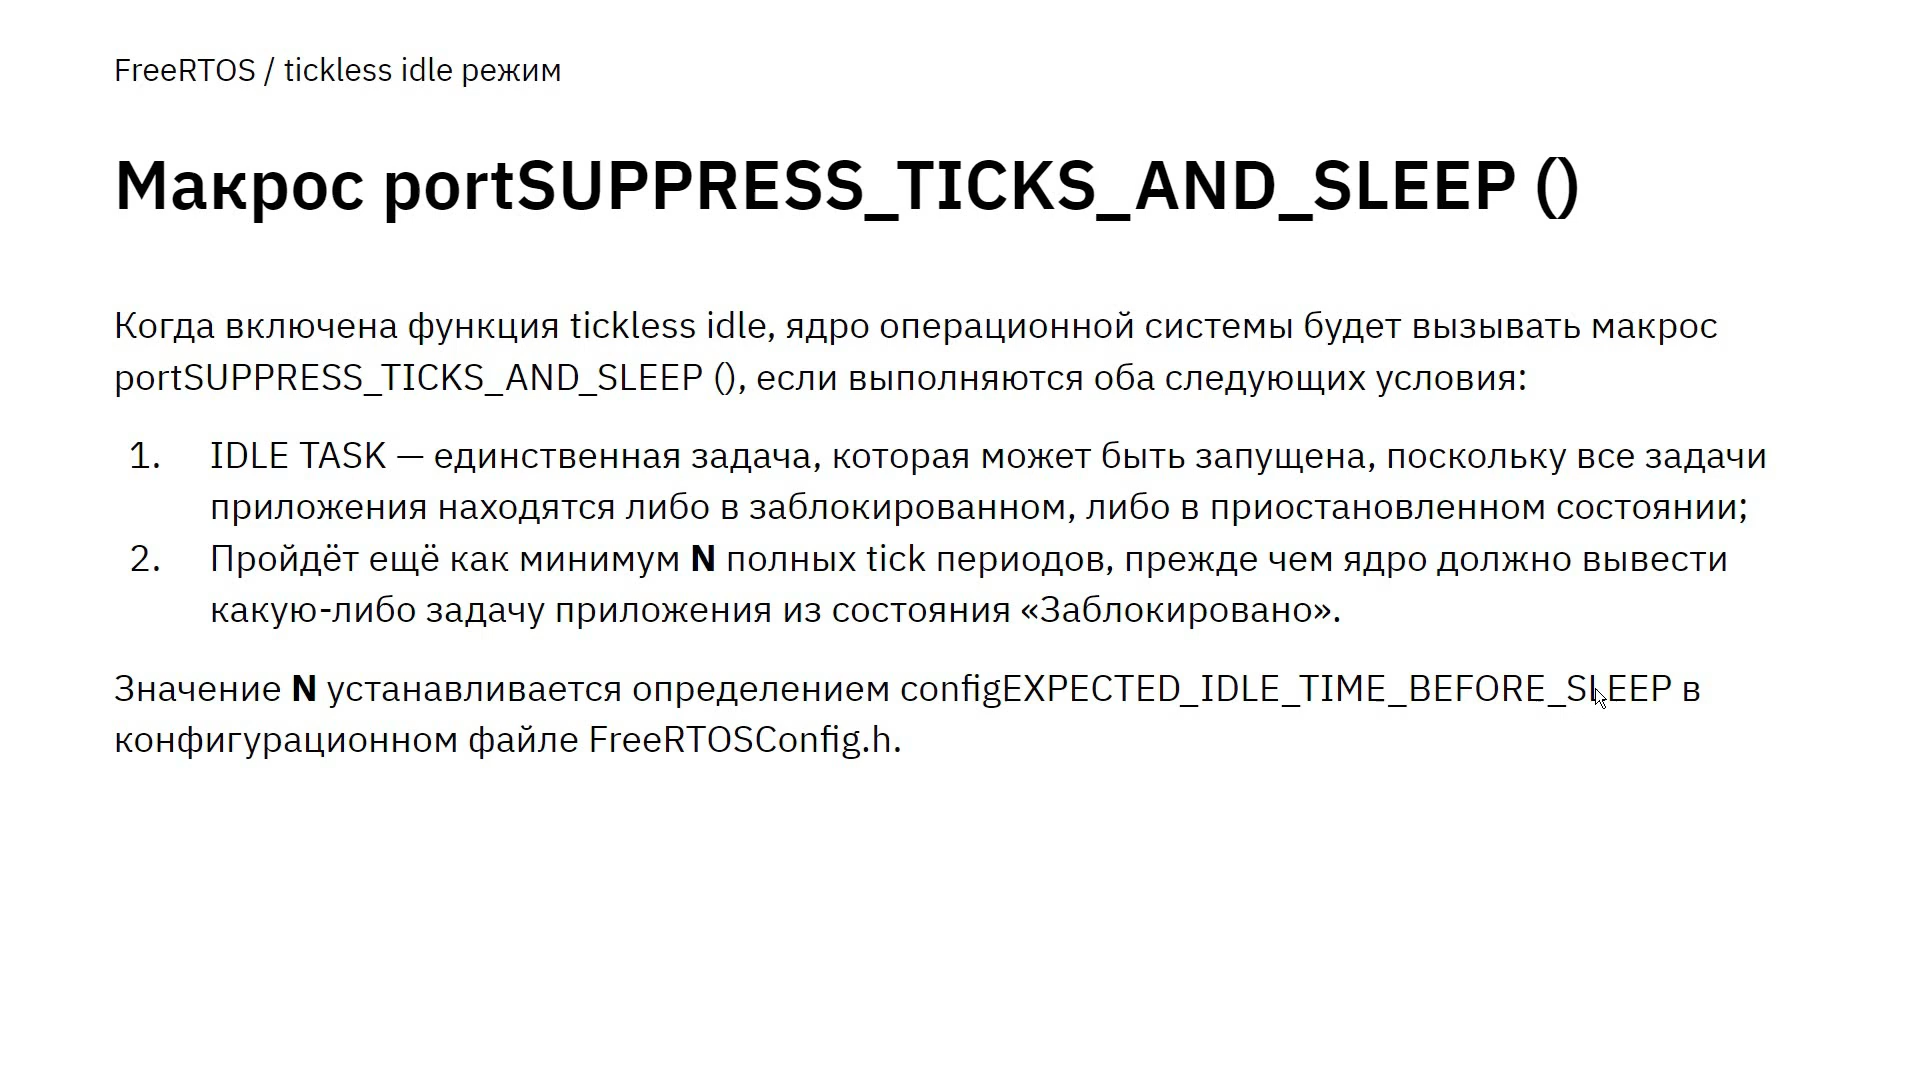 FreeRTOS / tickless idle режим
Макрос portSUPPRESS_TICKS_AND_SLEEP ()
Когда включена функция tickless idle, ядро операционной системы будет вызывать макрос
portSUPPRESS_TICKS_AND_SLEEP (), если выполняются оба следующих условия:
1. IDLE TASK — единственная задача, которая может быть запущена, поскольку все задачи
приложения находятся либо в заблокированном, либо в приостановленном состоянии;
2. Пройдёт ещё как минимум N полных tick периодов, прежде чем ядро должно вывести
какую-либо задачу приложения из состояния «Заблокировано».
Значение N устанавливается определением configEXPECTED_IDLE_TIME_BEFORE_SLEEP в
конфигурационном файле FreeRTOSConfig.h.